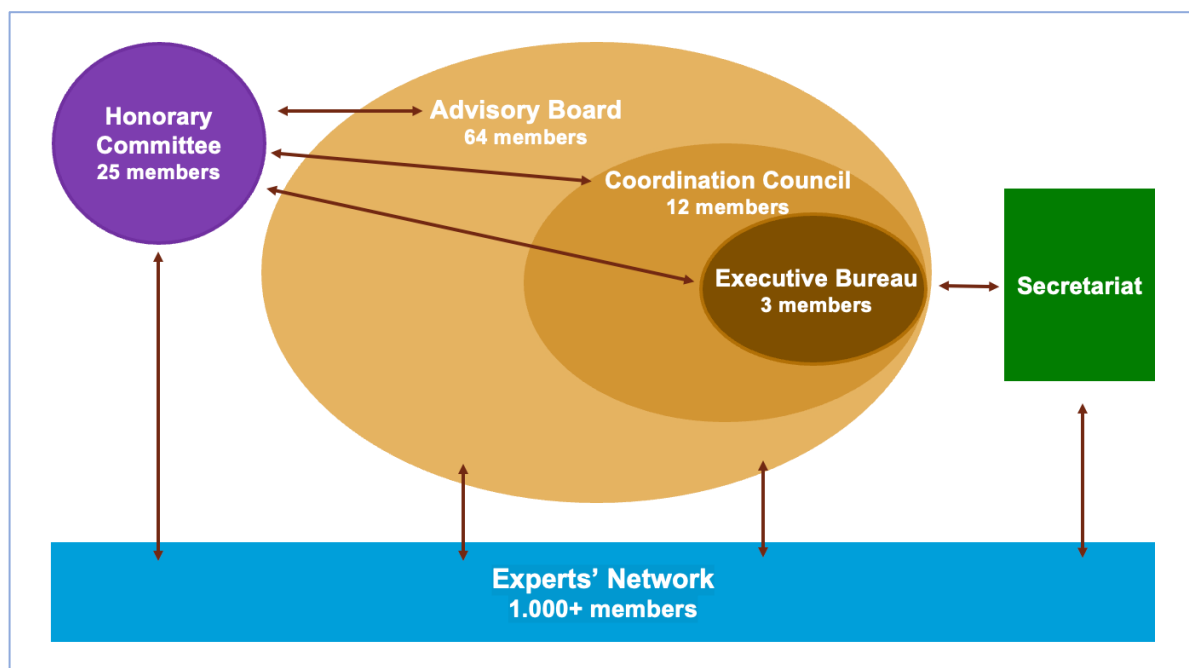 Honorary
Committee
25 members
Advisory Board
64 members
Coordination Council
12 members
Executive Bureau
3 members
Secretariat
Experts’ Network
1.000+ members